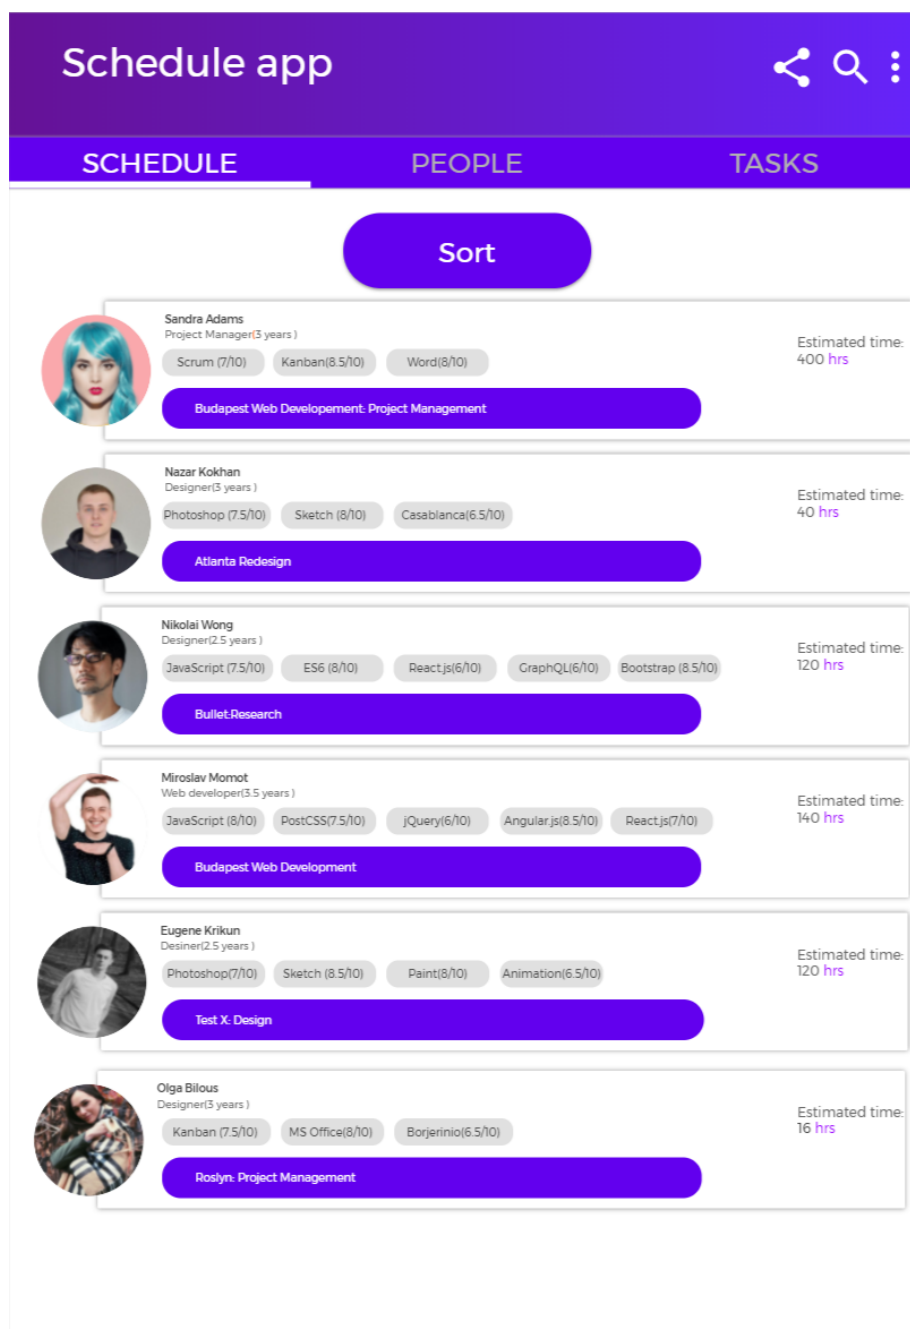 Schedule app
SCHEDULE PEOPLE TASKS
Sort
Sandra Adams
Project Manager(3 years )
Scrum (7/10) Kanban(8.5/10) Word(8/10)
Estimated time:
400 hrs
Budapest Web Developement: Project Management
Nazar Kokhan
Designer(3 years )
Photoshop (7.5/10) Sketch (8/10) Casablanca(6.5/10)
Estimated time:
40 hrs
Atlanta Redesign
Nikolai Wong
Designer(2.5 years )
JavaScript (7.5/10) ES6 (8/10) React.js(6/10) GraphQL(6/10) Bootstrap (8.5/10)
Estimated time:
120 hrs
Bullet:Research
Miroslav Momot
Web developer(3.5 years )
JavaScript (8/10) PostCSS(7.5/10) jQuery(6/10) Angular.js(8.5/10) React.js(7/10)
Estimated time:
140 hrs
Budapest Web Development
Eugene Krikun
Desiner(2.5 years )
Photoshop(7/10) Sketch (8.5/10) Paint(8/10) Animation(6.5/10)
Estimated time:
120 hrs
Test X: Design
Olga Bilous
Designer(3 years )
Kanban (7.5/10) MS Office(8/10) Borjerinio(6.5/10)
Estimated time:
16 hrs
Roslyn: Project Management